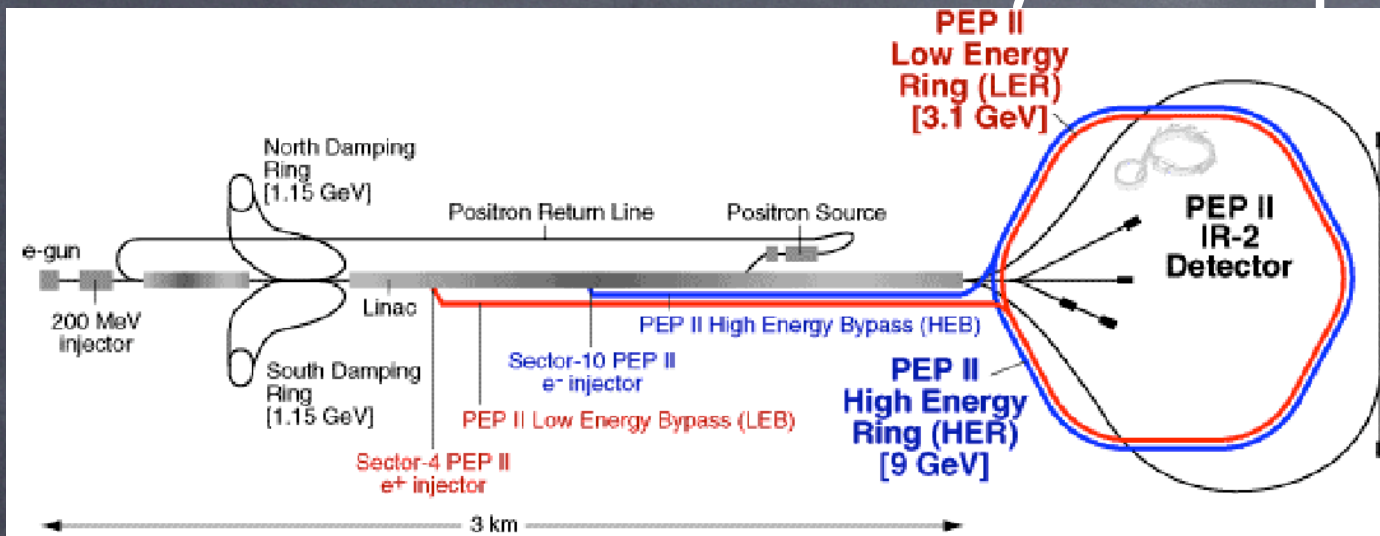 PEP II
Low Energy
Ring (LER)
[3.1 GeV]
North Damping
Ring
[1.15 GeV]
Positron Return Line
Positron Source
e-gun
PEP II
IR-2
Detector
Linac
200 MeV
injector
PEP II High Energy Bypass (HEB)
Sector-10 PEP II
e- injector
South Damping
Ring
[1.15 GeV]
PEP II Low Energy Bypass (LEB)
PEP II
High Energy
Ring (HER)
[9 GeV]
Sector-4 PEP II
e+ injector
3 km